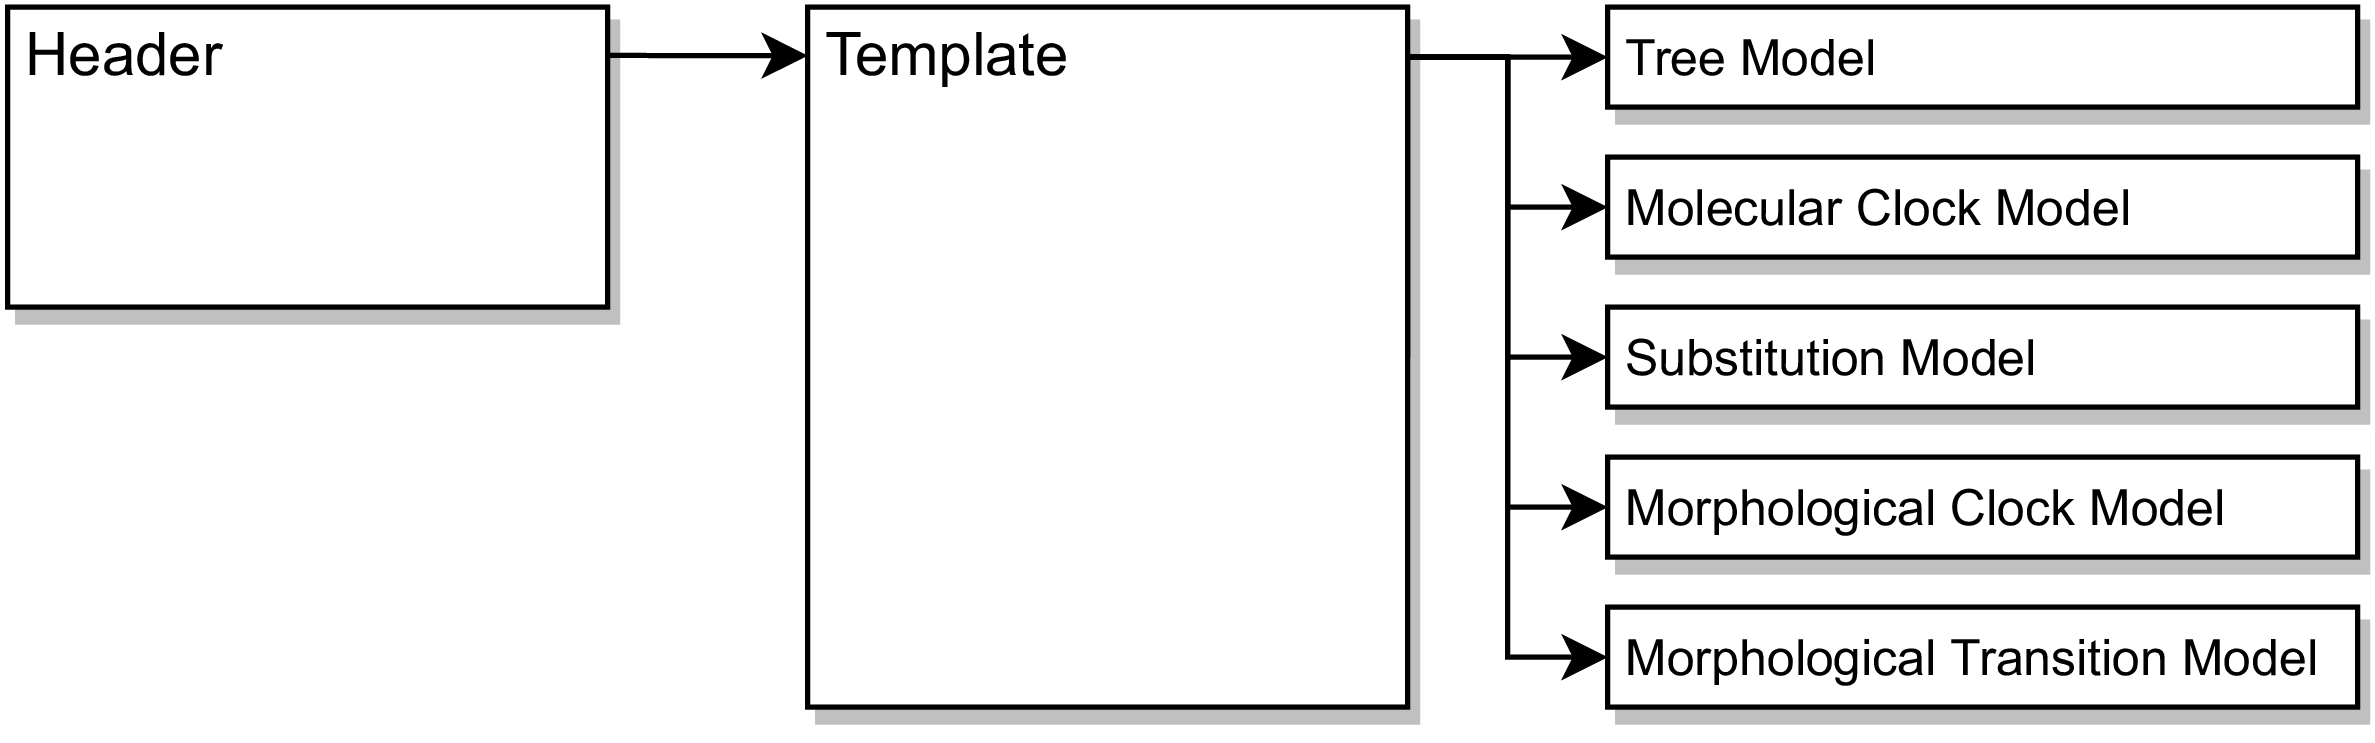 Header
Template
Tree Model
Molecular Clock Model
Substitution Model
Morphological Clock Model
Morphological Transition Model